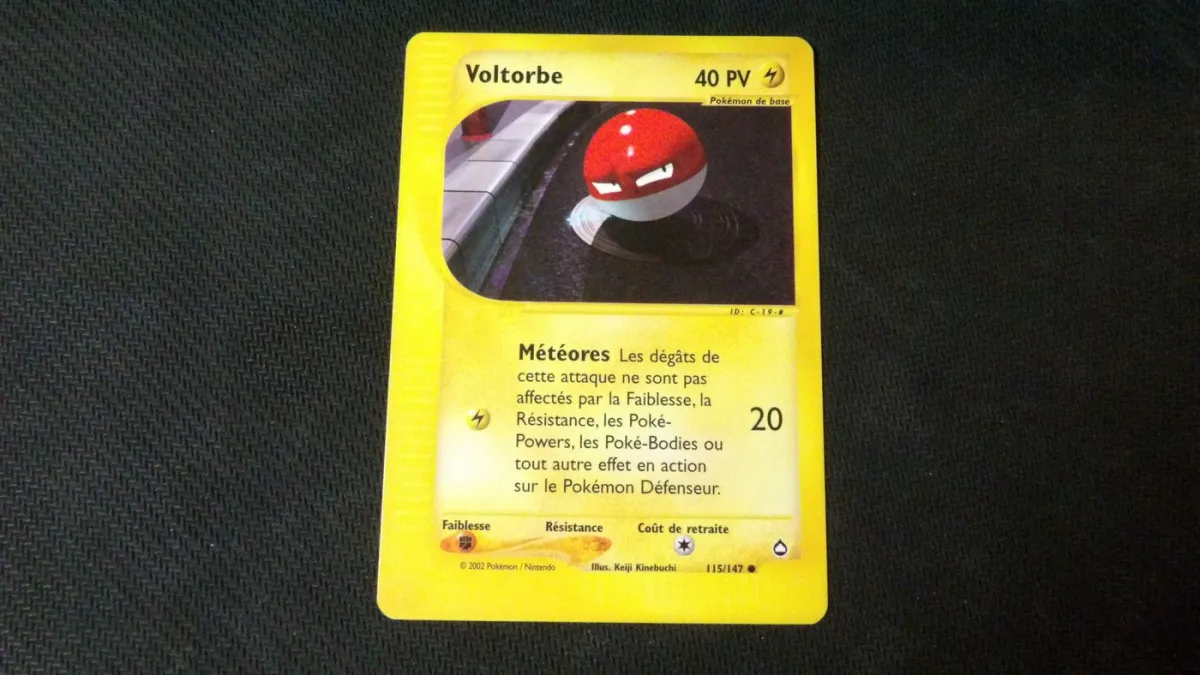 Voltorbe
40 PV
Pokémon de base
ID: C-19-#
Météores Les dégâts de
cette attaque ne sont pas
affectés par la Faiblesse, la
Résistance, les Poké-
Powers, les Poké-Bodies ou
tout autre effet en action
sur le Pokémon Défenseur.
20
Faiblesse
Résistance
Coût de retraite
© 2002 Pokémon / Nintendo
Illus. Keiji Kinebuchi
115/147